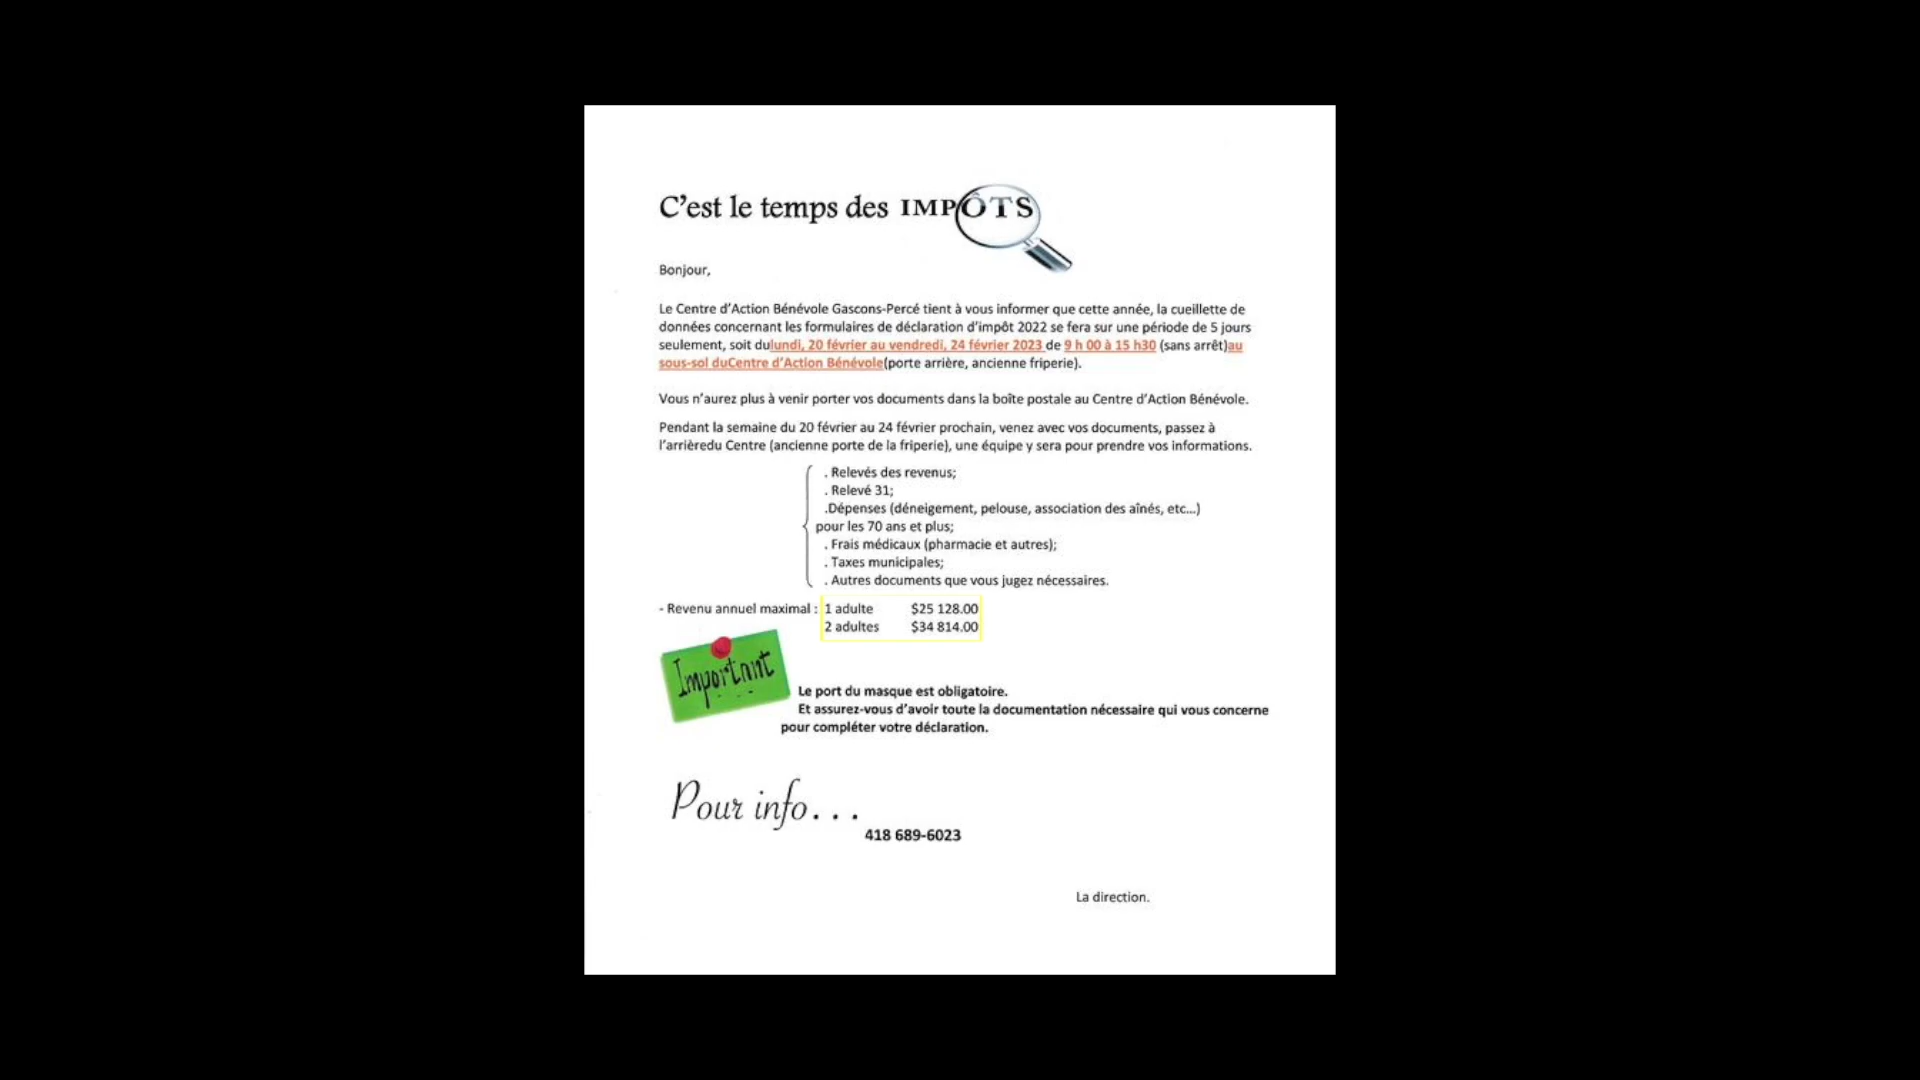 C'est le temps des IMPÔTS
Bonjour,
Le Centre d'Action Bénévole Gascons-Percé tient à vous informer que cette année, la cueillette de
données concernant les formulaires de déclaration d'impôt 2022 se fera sur une période de 5 jours
seulement, soit dulundi, 20 février au vendredi, 24 février 2023 de 9 h 00 à 15 h30 (sans arrêt)au
sous-sol duCentre d'Action Bénévole(porte arrière, ancienne friperie).
Vous n'aurez plus à venir porter vos documents dans la boîte postale au Centre d'Action Bénévole.
Pendant la semaine du 20 février au 24 février prochain, venez avec vos documents, passez à
l'arrièredu Centre (ancienne porte de la friperie), une équipe y sera pour prendre vos informations.
. Relevés des revenus;
. Relevé 31;
.Dépenses (déneigement, pelouse, association des aînés, etc...)
pour les 70 ans et plus;
. Frais médicaux (pharmacie et autres);
. Taxes municipales;
. Autres documents que vous jugez nécessaires.
- Revenu annuel maximal : 1 adulte $25 128.00
2 adultes $34 814.00
Important
Le port du masque est obligatoire.
Et assurez-vous d'avoir toute la documentation nécessaire qui vous concerne
pour compléter votre déclaration.
Pour info...
418 689-6023
La direction.